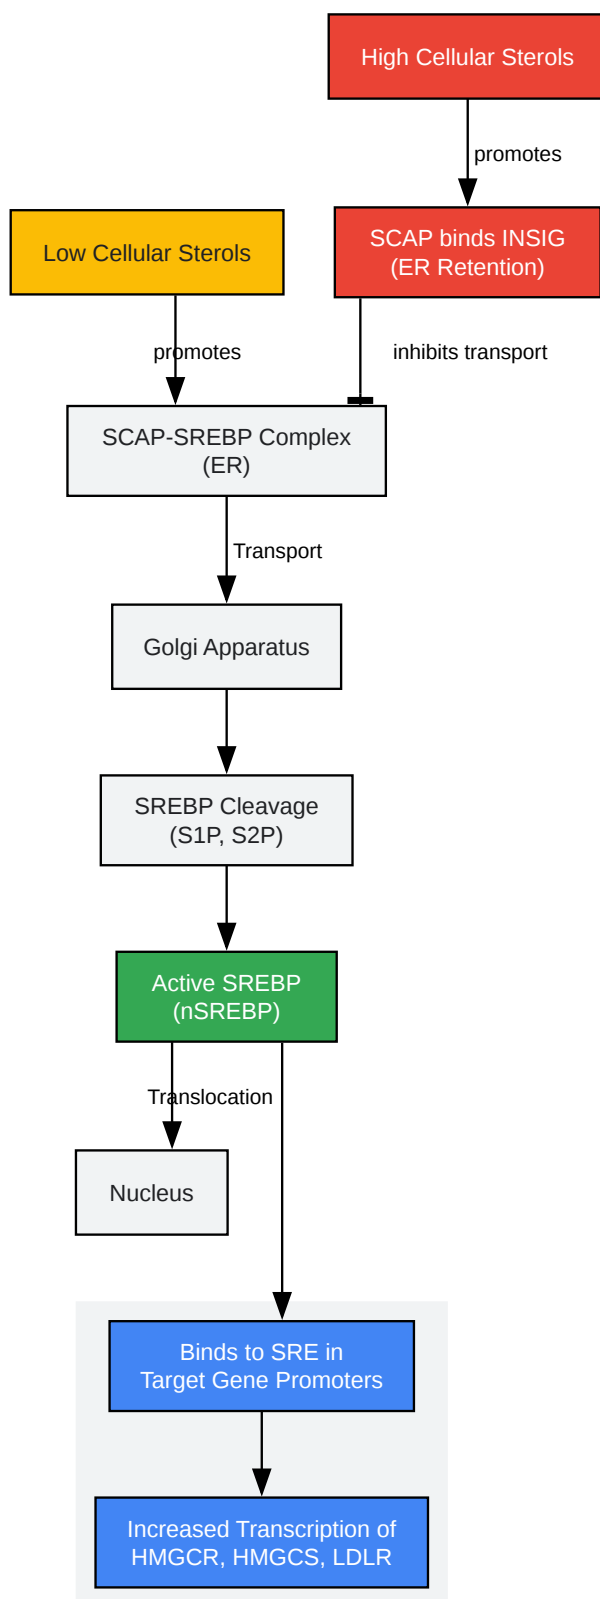 High Cellular Sterols
promotes
SCAP binds INSIG
(ER Retention)
Low Cellular Sterols
promotes
inhibits transport
SCAP-SREBP Complex
(ER)
Transport
Golgi Apparatus
SREBP Cleavage
(S1P, S2P)
Active SREBP
(nSREBP)
Translocation
Nucleus
Binds to SRE in
Target Gene Promoters
Increased Transcription of
HMGCR, HMGCS, LDLR